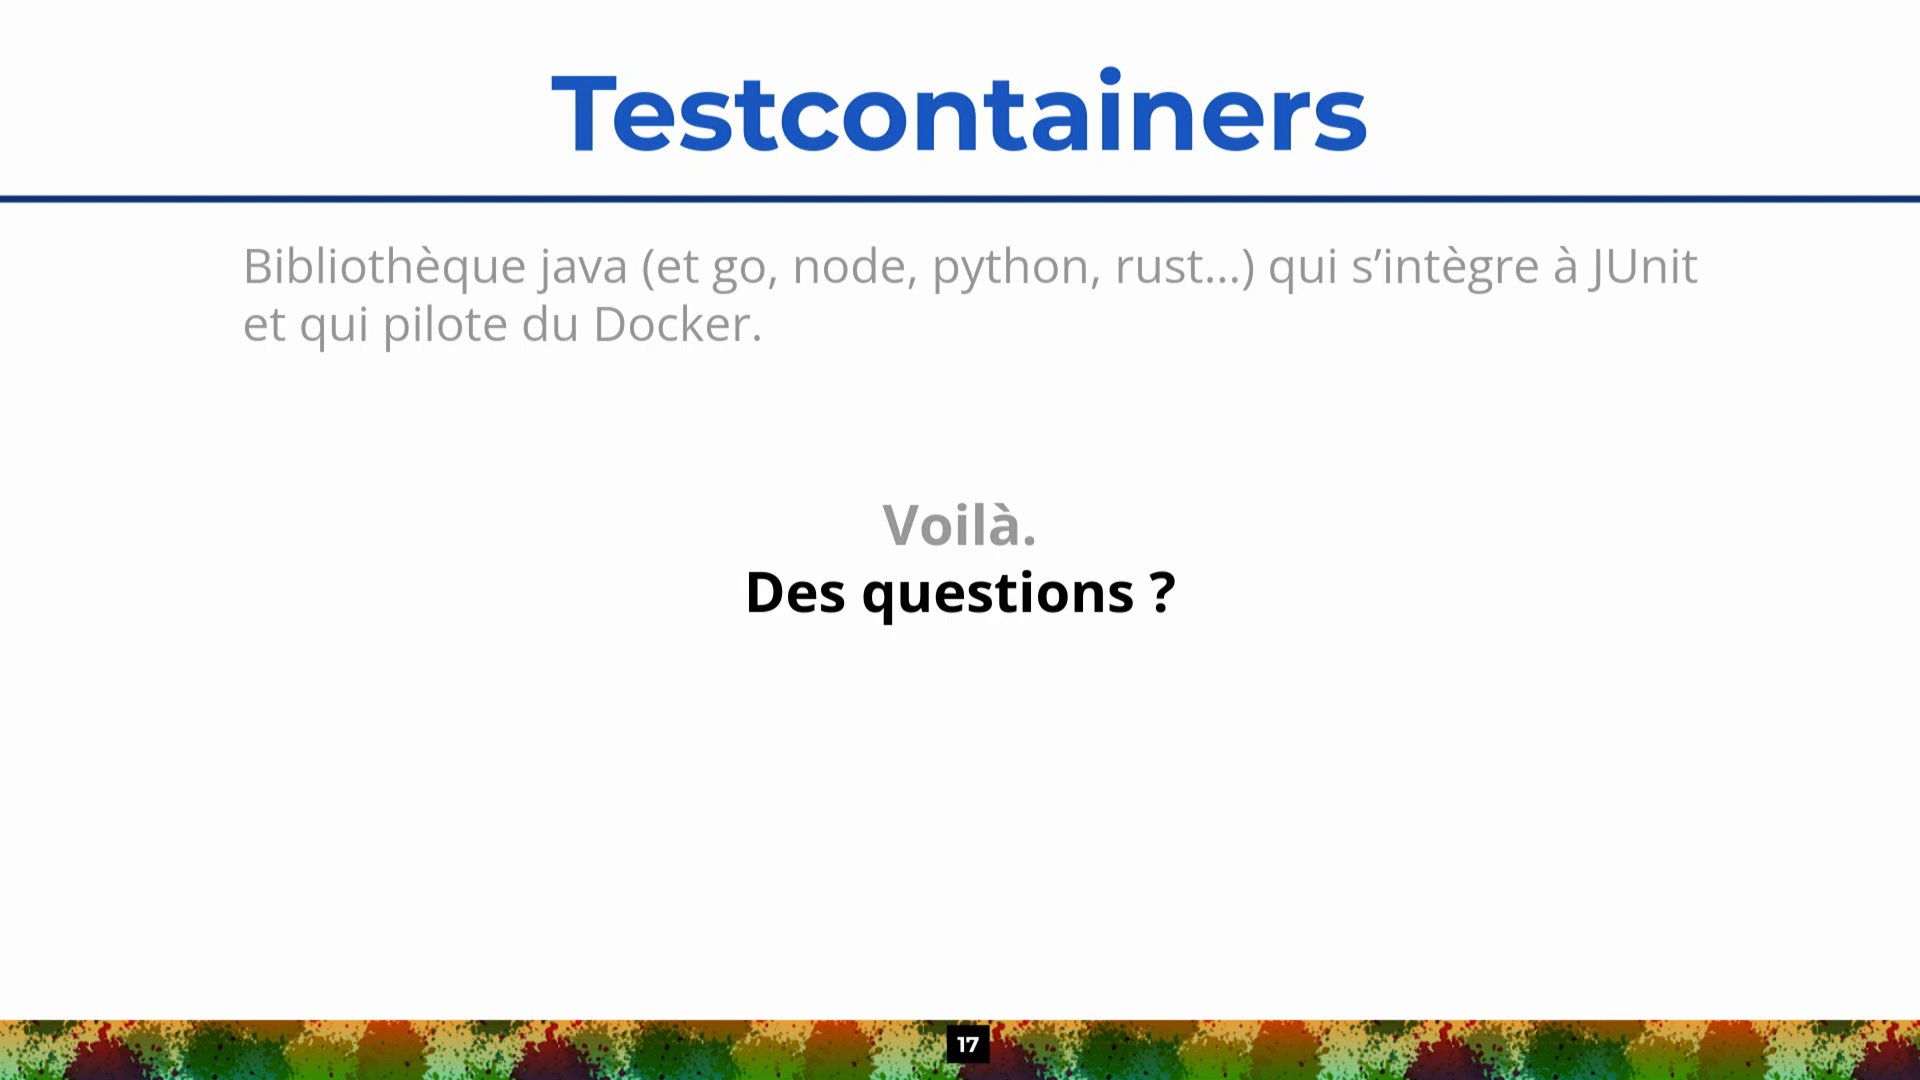 Testcontainers
Bibliothèque java (et go, node, python, rust…) qui s’intègre à JUnit
et qui pilote du Docker.
Voilà.
Des questions ?
17